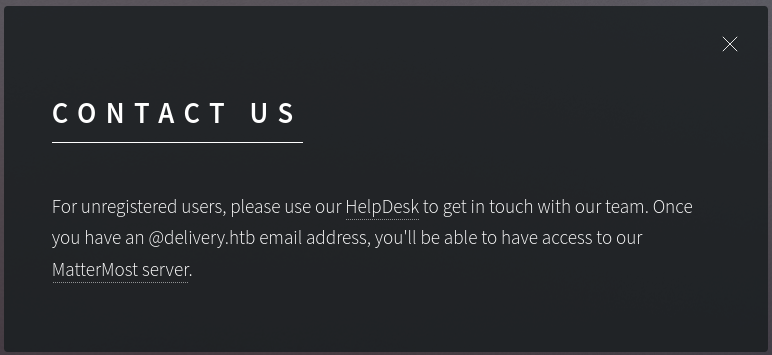 CONTACT US
For unregistered users, please use our HelpDesk to get in touch with our team. Once
you have an @delivery.htb email address, you'll be able to have access to our
MatterMost server.